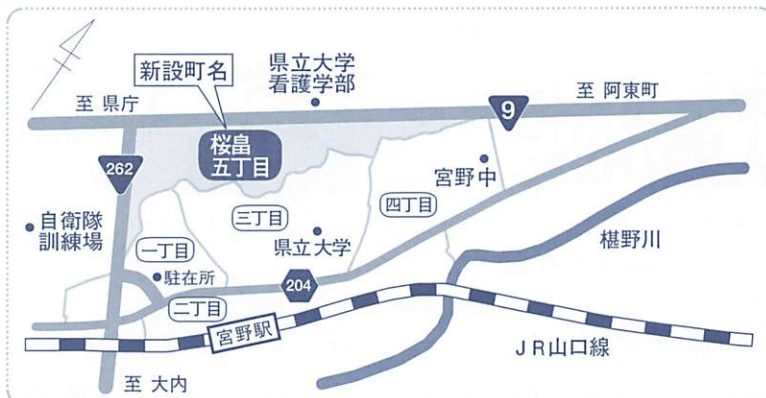 新設町名
県立大学
看護学部
至 県庁
至 阿東町
9
桜畠
五丁目
262
宮野中
自衛隊
訓練場
三丁目
四丁目
一丁目
県立大学
椹野川
駐在所
204
二丁目
宮野駅
JR山口線
至 大内